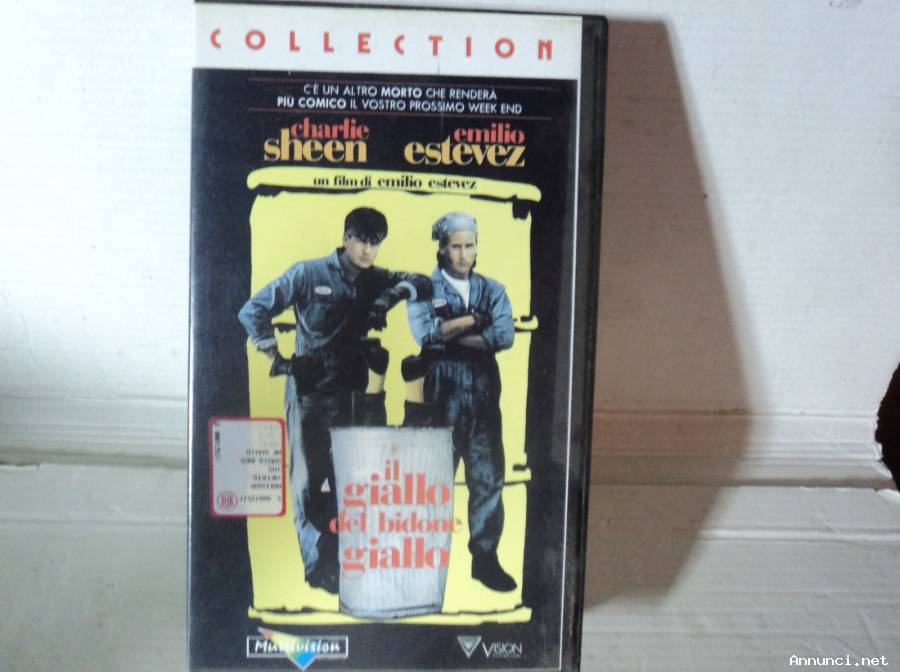 COLLECTION
C'È UN ALTRO MORTO CHE RENDERÀ
PIÙ COMICO IL VOSTRO PROSSIMO WEEK END
charlie sheen
emilio estevez
un film di emilio estevez
il
giallo
del bidone
giallo
Multivision
VISION
Annunci.net